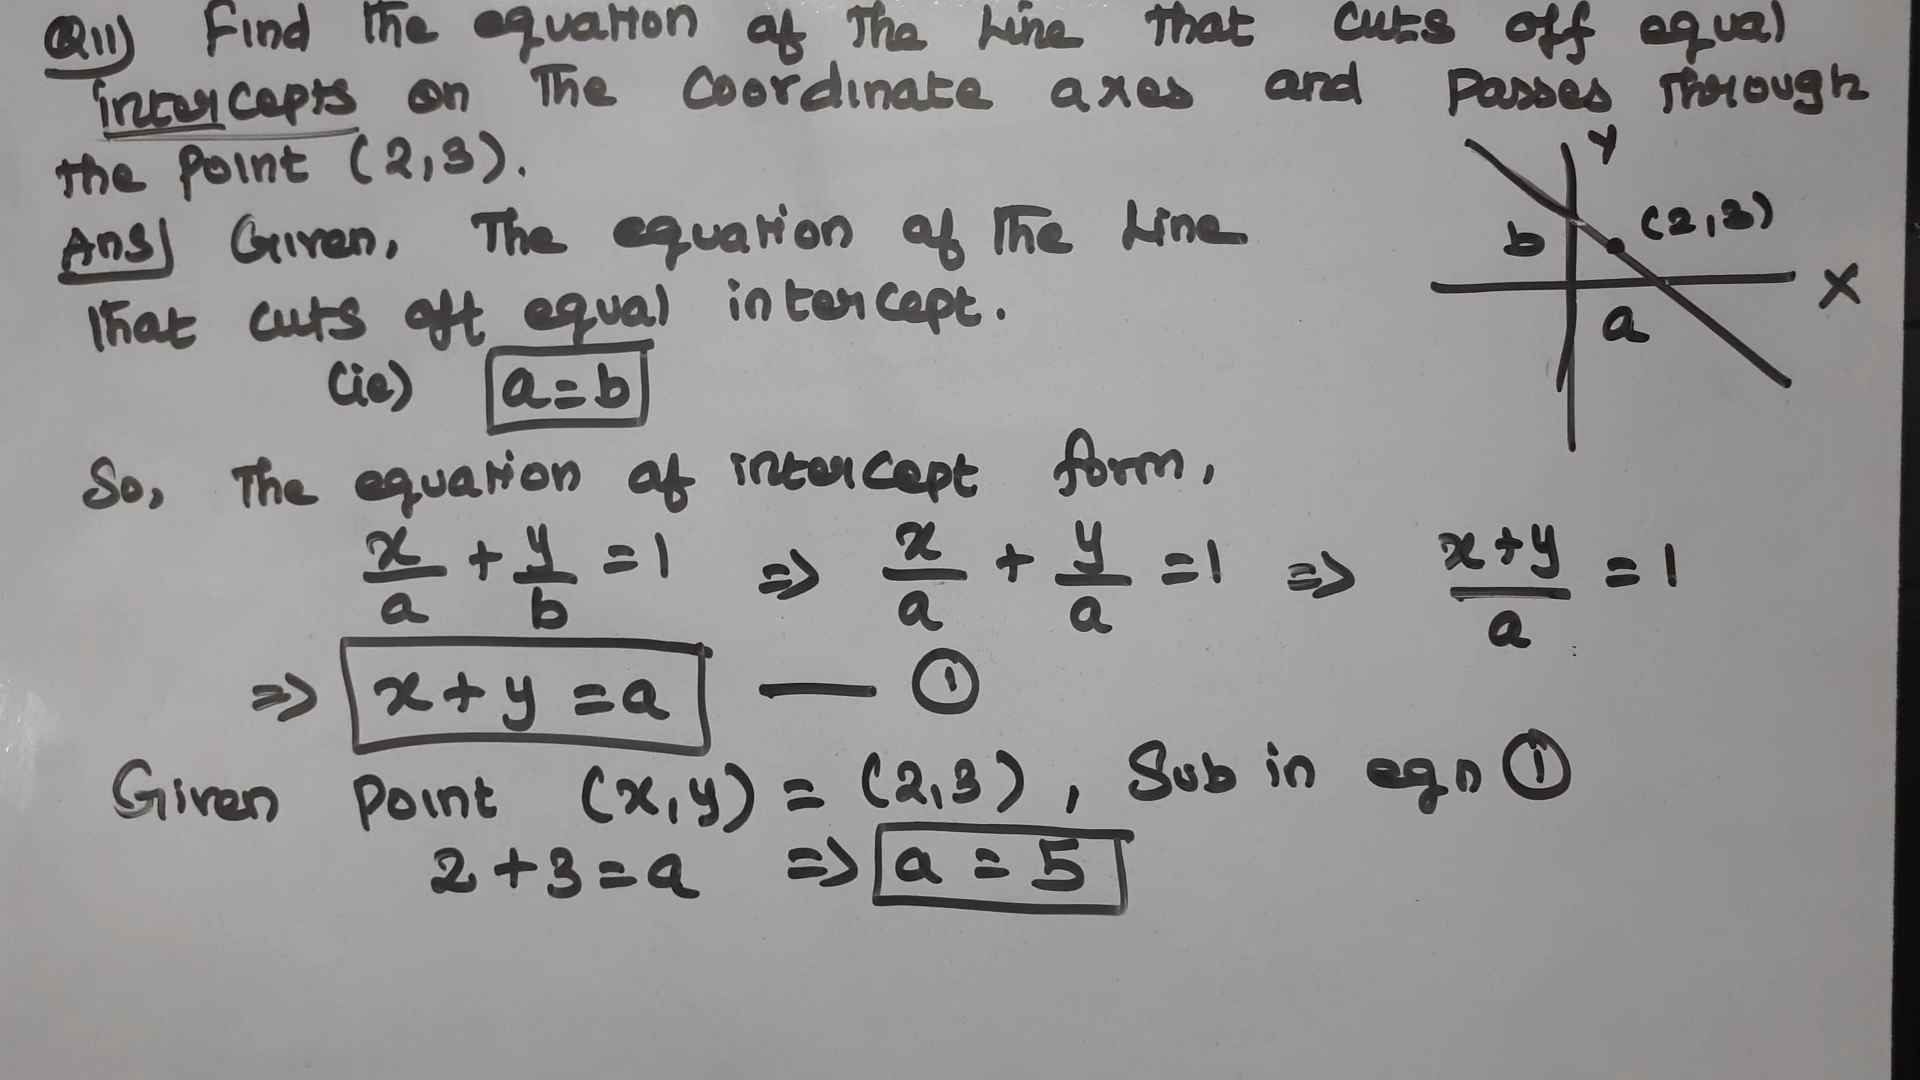 Q11) Find the equation of the Line that cuts off equal
intercepts on the coordinate axes and passes through
the point (2,3).
Ans) Given, The equation of the Line
that cuts off equal intercept.
(ie) a=b
So, The equation of intercept form,
x/a + y/b =1 => x/a + y/a =1 => x+y/a = 1
=> x+y =a — ①
Given point (x,y) = (2,3), Sub in eqn ①
2+3=a => a = 5
y
(2,3)
b
X
a